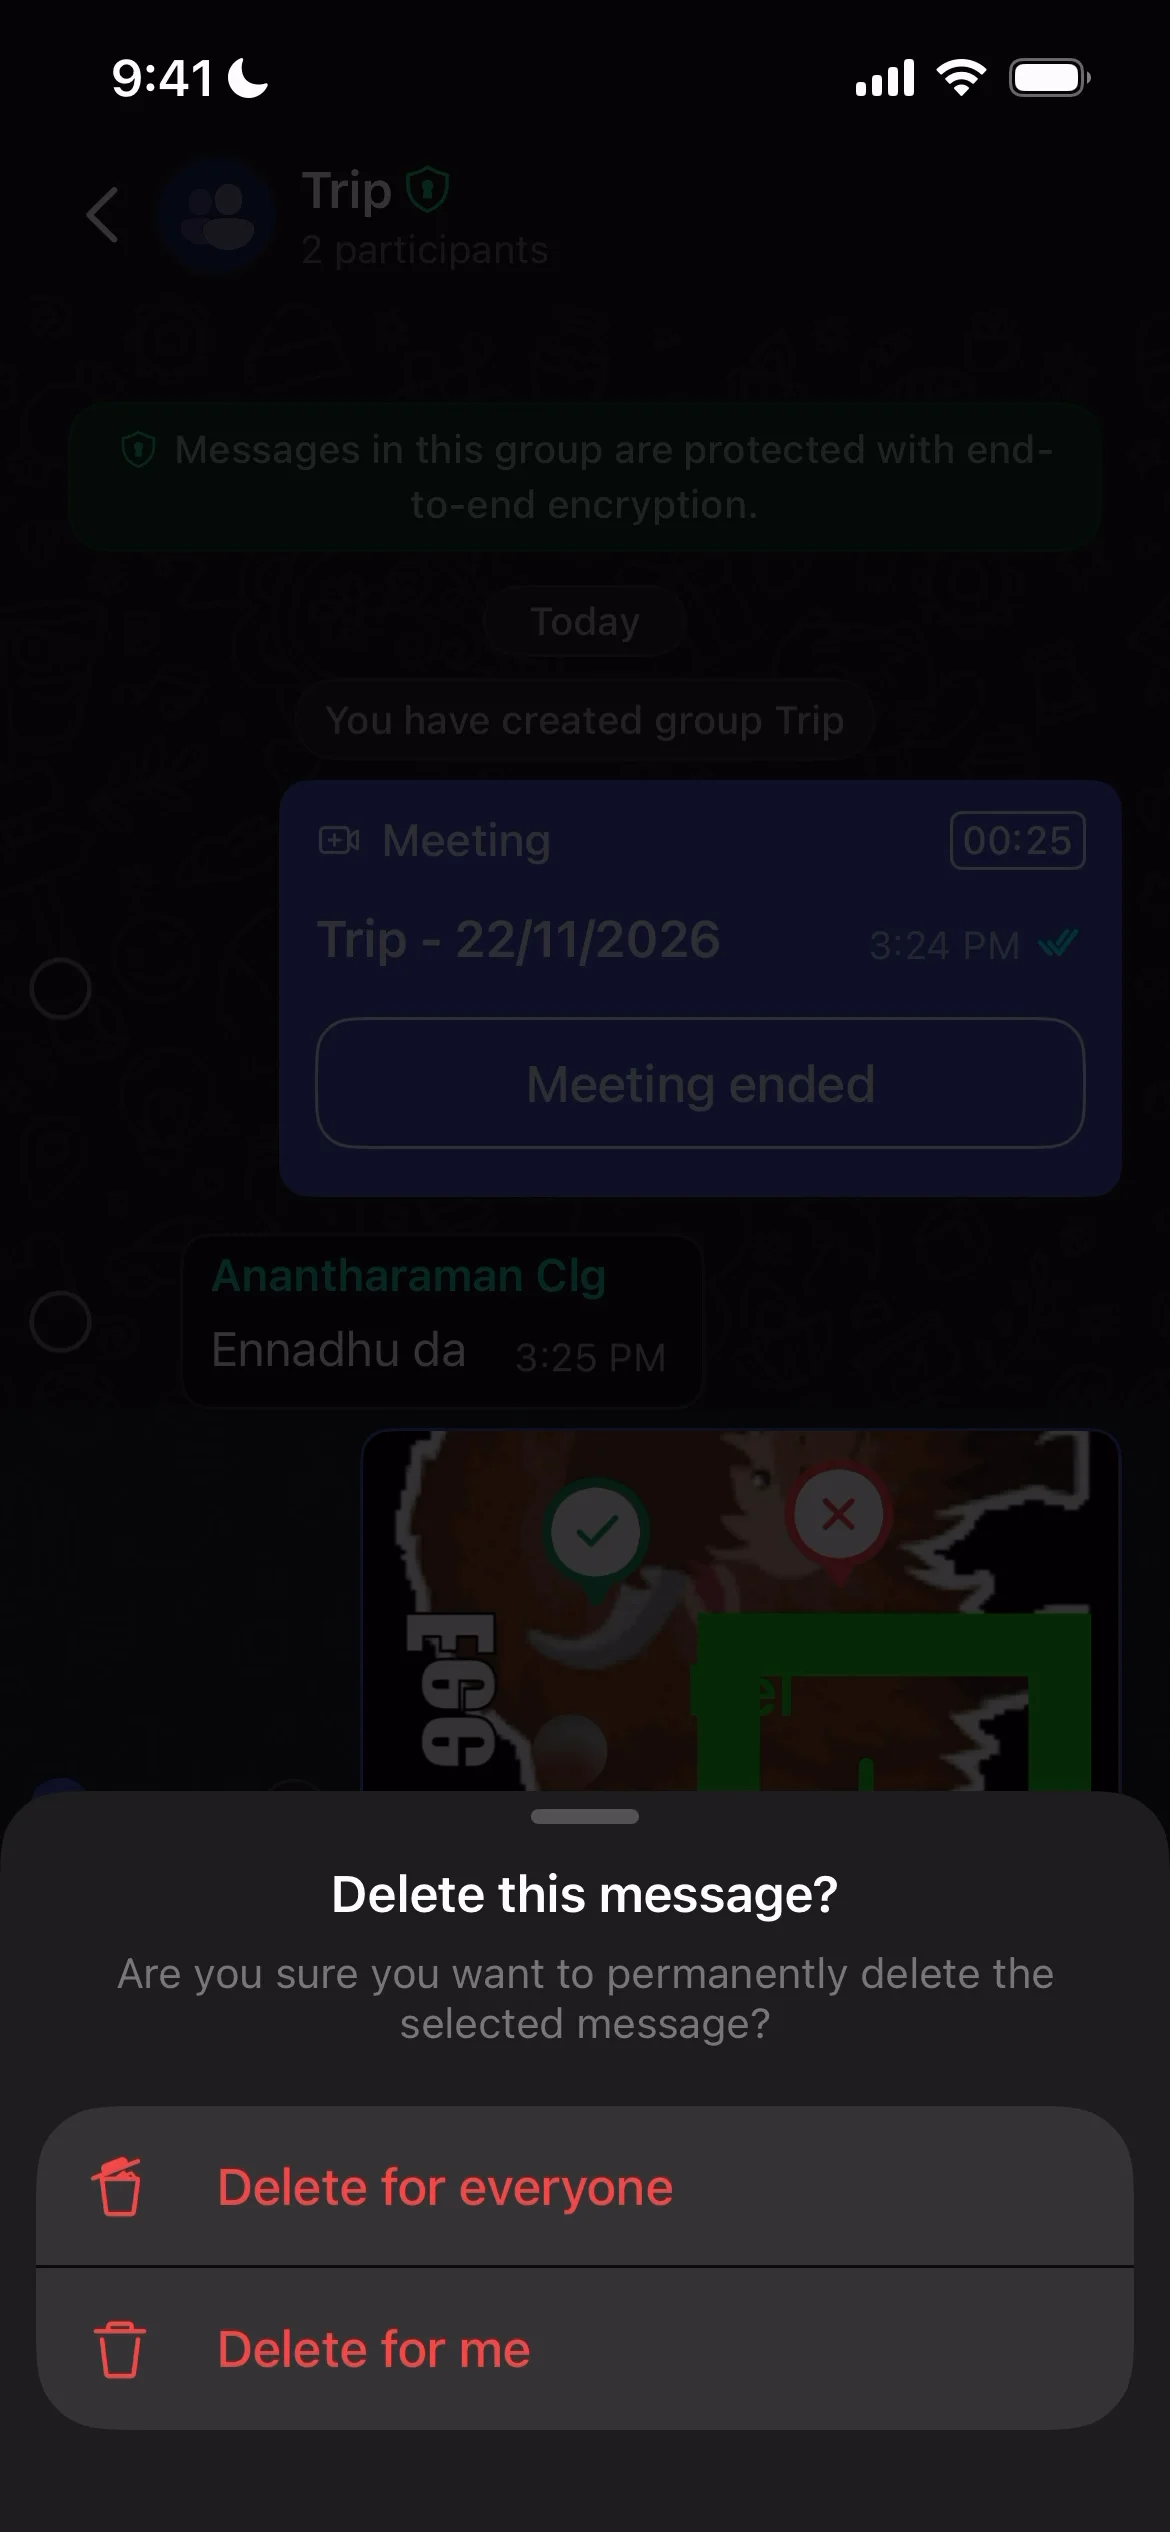 9:41
Trip
2 participants
Messages in this group are protected with end-
to-end encryption.
Today
You have created group Trip
Meeting 00:25
Trip - 22/11/2026 3:24 PM
Meeting ended
Anantharaman Clg
Ennadhu da 3:25 PM
Delete this message?
Are you sure you want to permanently delete the
selected message?
Delete for everyone
Delete for me